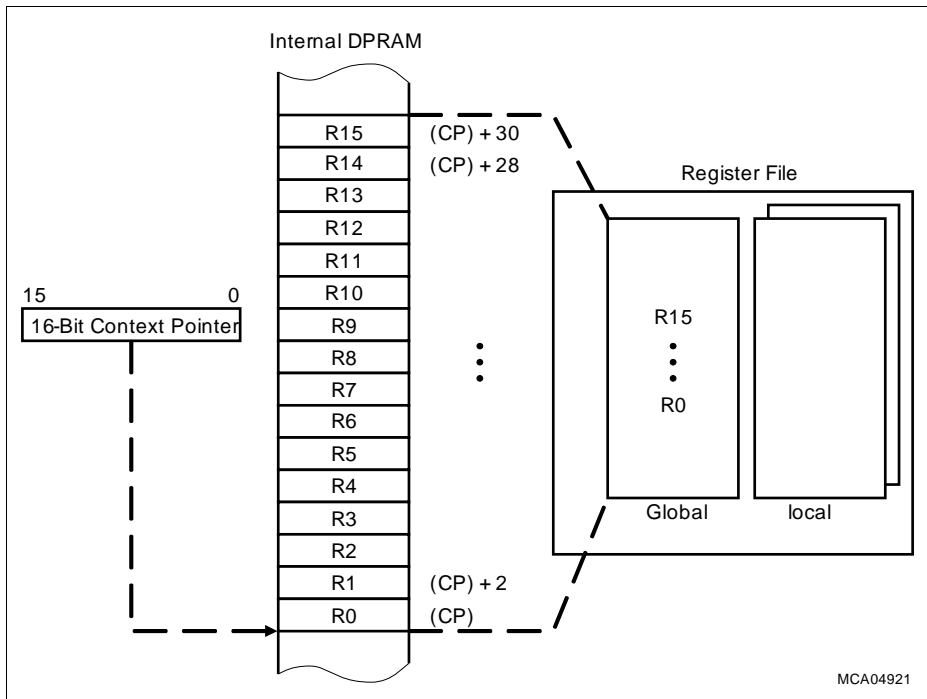 Internal DPRAM
R15 (CP) + 30
R14 (CP) + 28
R13
R12
R11
R10
R9
R8
R7
R6
R5
R4
R3
R2
R1 (CP) + 2
R0 (CP)
15 0
16-Bit Context Pointer
Register File
R15
R0
Global local
MCA04921